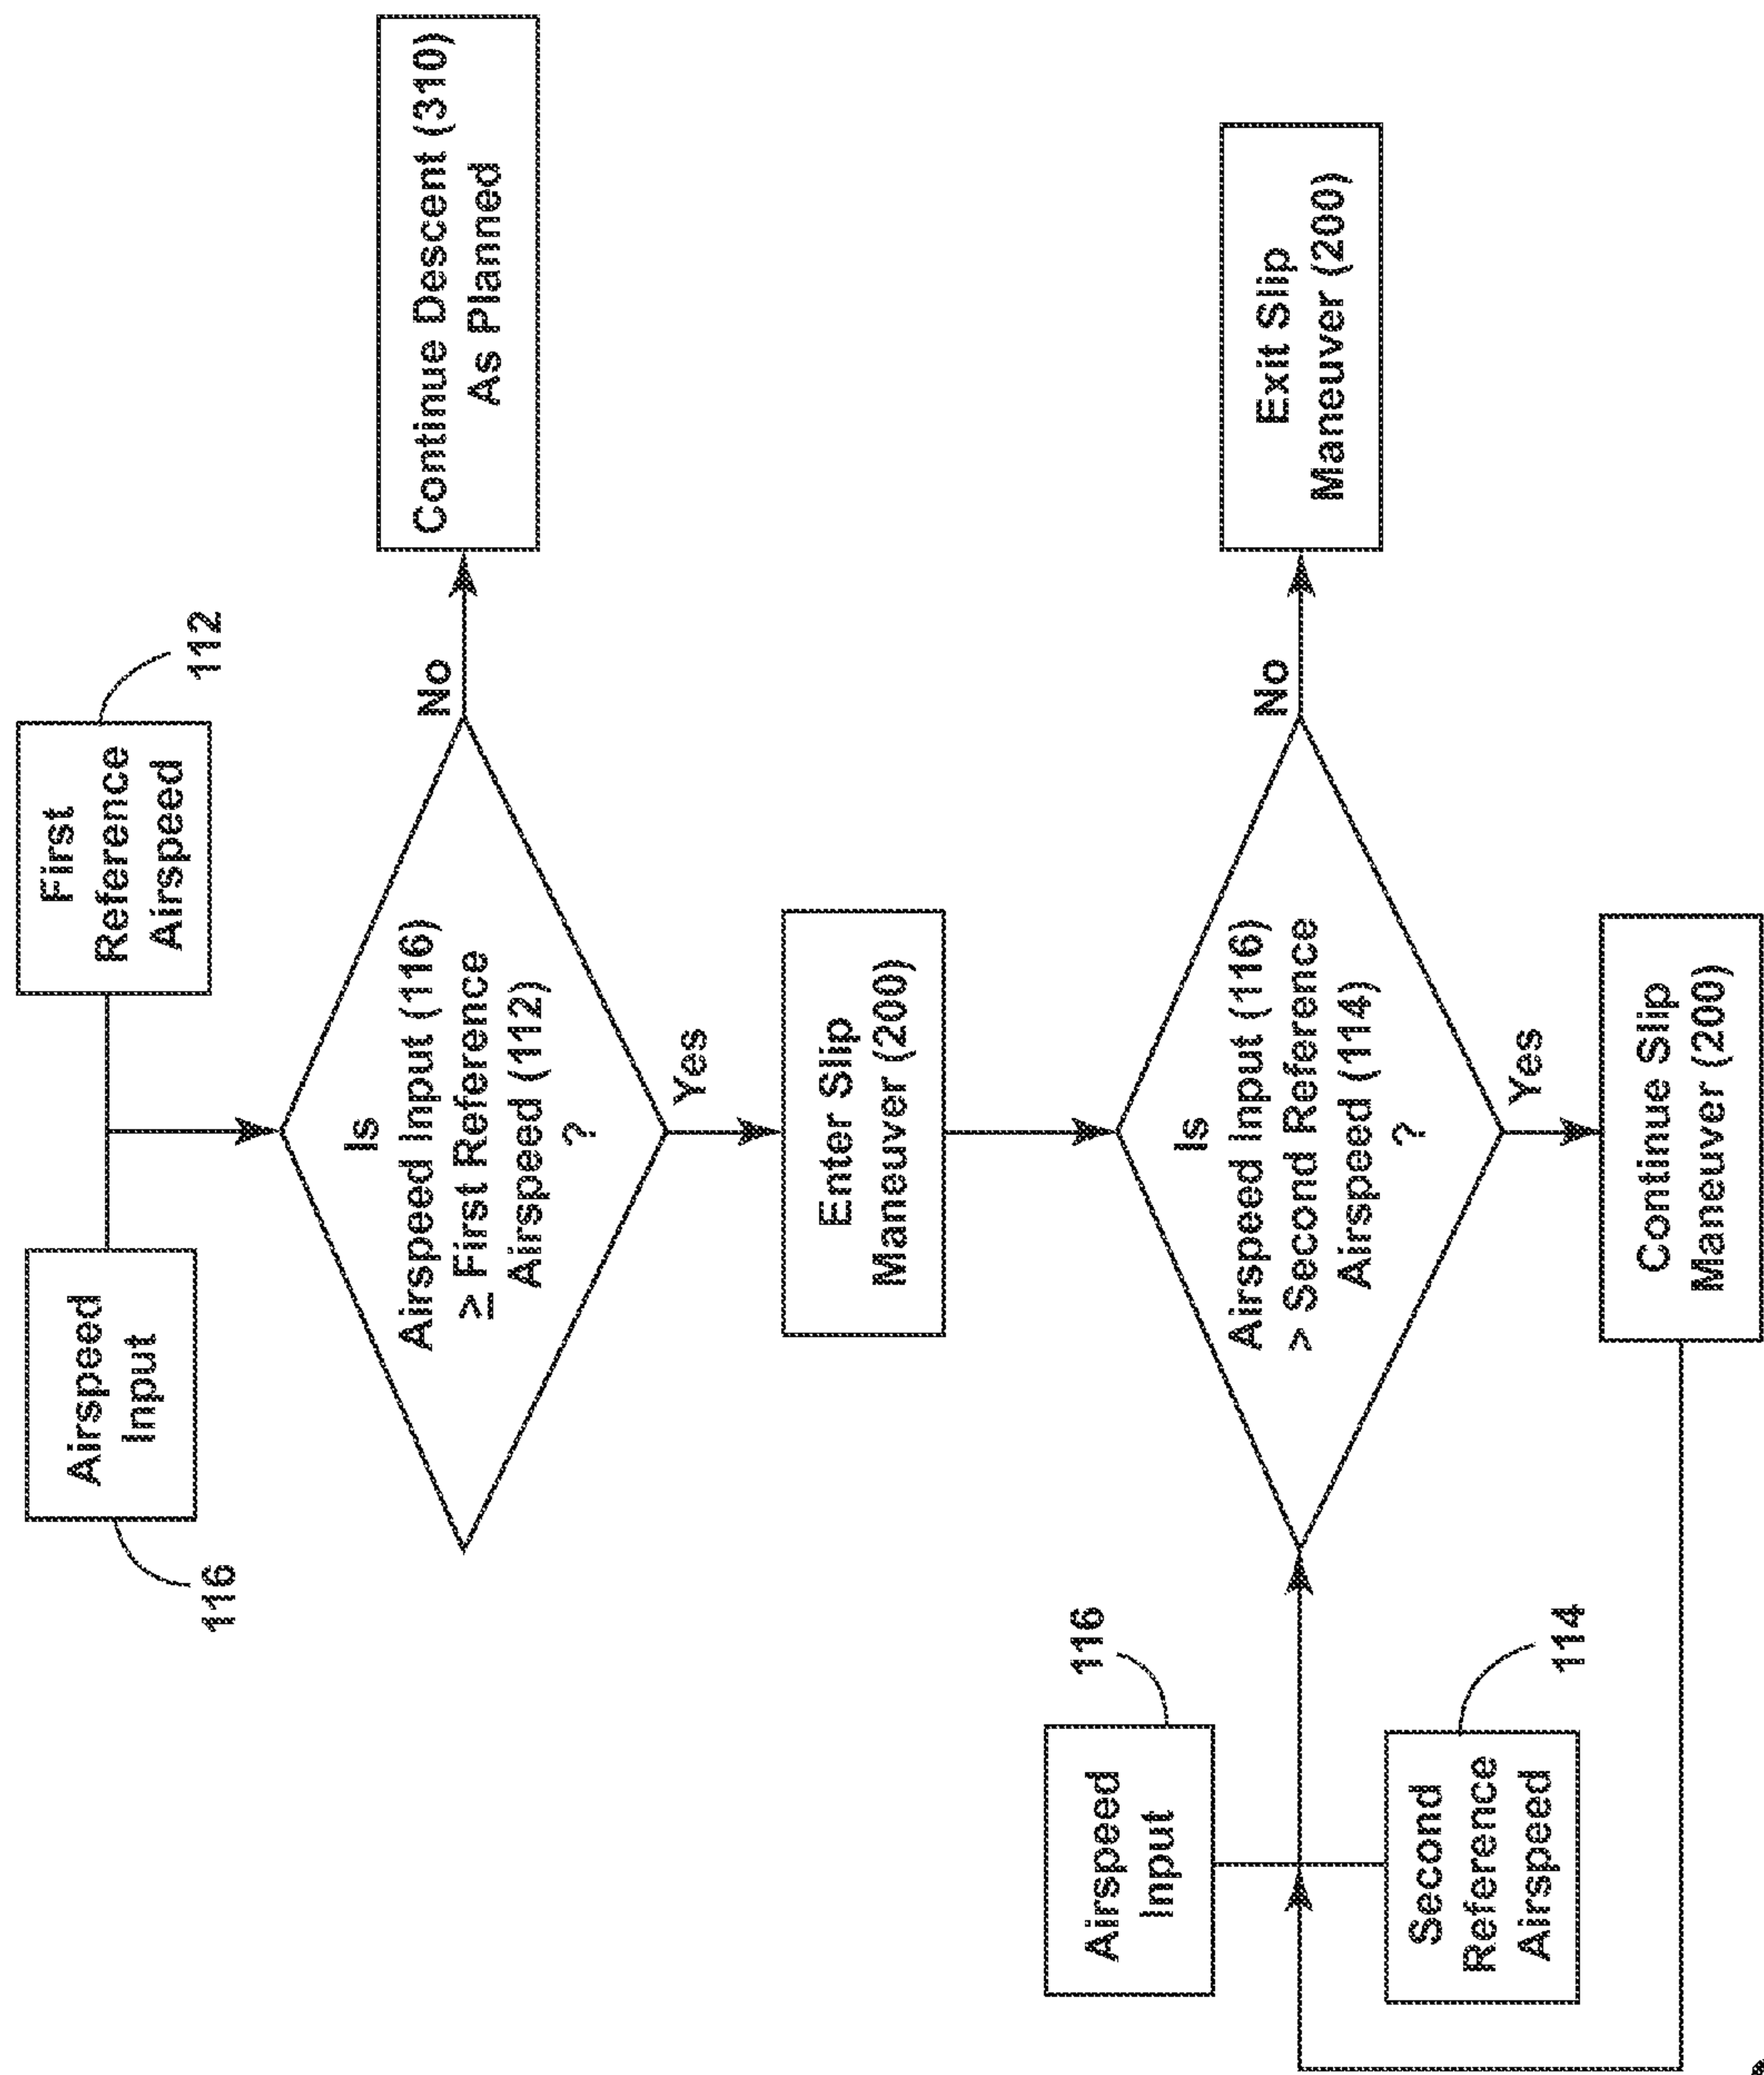 Airspeed
Input
116
First
Reference
Airspeed
112
Is
Airspeed Input (116)
≥ First Reference
Airspeed (112)
?
No
Continue Descent (310)
As Planned
Yes
Enter Slip
Maneuver (200)
Airspeed
Input
116
Second
Reference
Airspeed
114
Is
Airspeed Input (116)
> Second Reference
Airspeed (114)
?
No
Exit Slip
Maneuver (200)
Yes
Continue Slip
Maneuver (200)